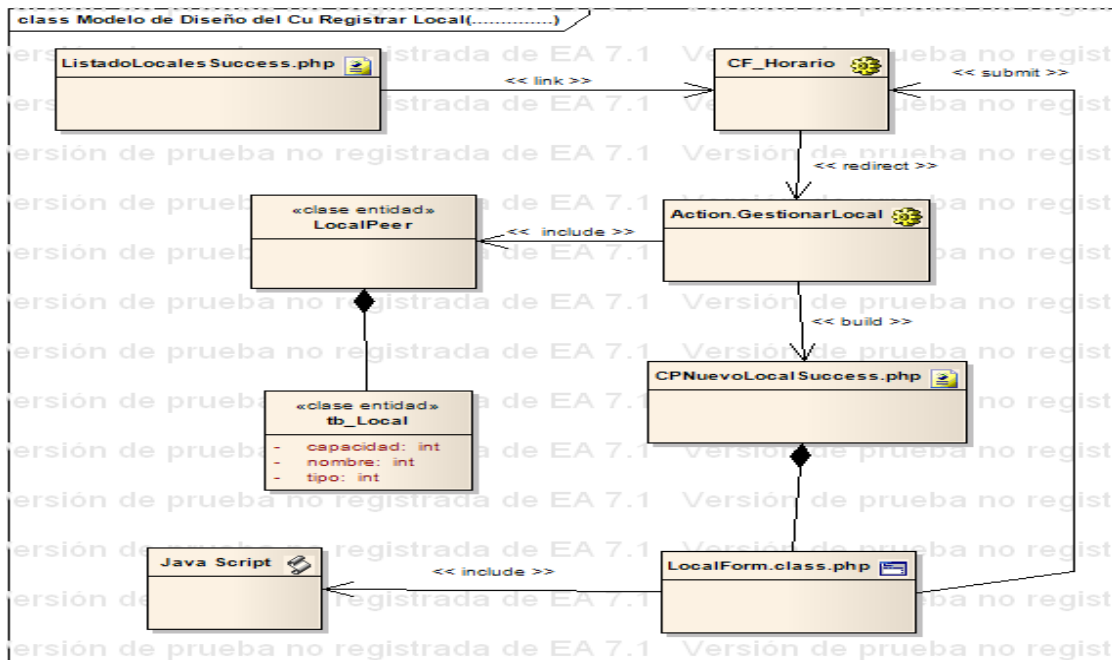 class Modelo de Diseño del Cu Registrar Local(.............)
ListadoLocalesSuccess.php
<< link >>
CF_Horario
<< submit >>
<< redirect >>
«clase entidad»
LocalPeer
<< include >>
Action.GestionarLocal
<< build >>
CPNuevoLocalSuccess.php
«clase entidad»
tb_Local
- capacidad: int
- nombre: int
- tipo: int
Java Script
<< include >>
LocalForm.class.php
Versión de prueba no registrada de EA 7.1